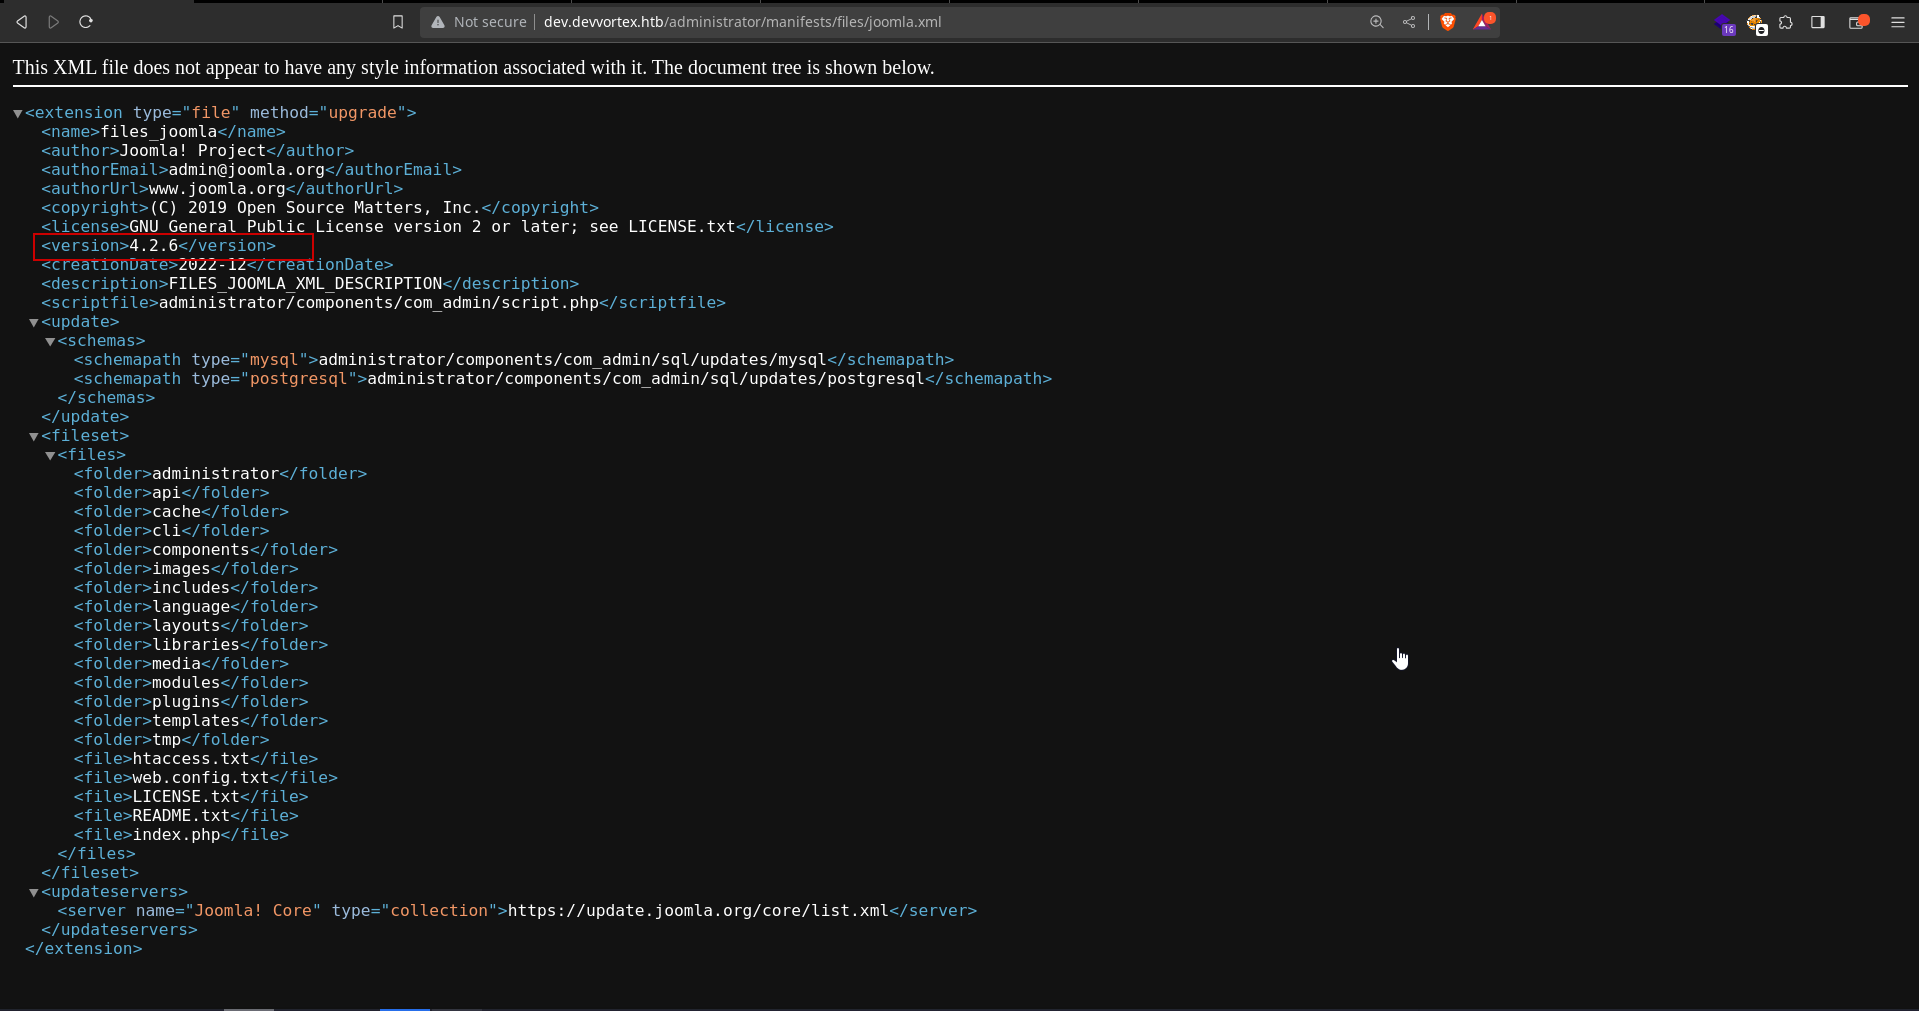 Not secure dev.devvortex.htb/administrator/manifests/files/joomla.xml 1 16
This XML file does not appear to have any style information associated with it. The document tree is shown below.
<extension type="file" method="upgrade">
<name>files_joomla</name>
<author>Joomla! Project</author>
<authorEmail>admin@joomla.org</authorEmail>
<authorUrl>www.joomla.org</authorUrl>
<copyright>(C) 2019 Open Source Matters, Inc.</copyright>
<license>GNU General Public License version 2 or later; see LICENSE.txt</license>
<version>4.2.6</version>
<creationDate>2022-12</creationDate>
<description>FILES_JOOMLA_XML_DESCRIPTION</description>
<scriptfile>administrator/components/com_admin/script.php</scriptfile>
<update>
<schemas>
<schemapath type="mysql">administrator/components/com_admin/sql/updates/mysql</schemapath>
<schemapath type="postgresql">administrator/components/com_admin/sql/updates/postgresql</schemapath>
</schemas>
</update>
<fileset>
<files>
<folder>administrator</folder>
<folder>api</folder>
<folder>cache</folder>
<folder>cli</folder>
<folder>components</folder>
<folder>images</folder>
<folder>includes</folder>
<folder>language</folder>
<folder>layouts</folder>
<folder>libraries</folder>
<folder>media</folder>
<folder>modules</folder>
<folder>plugins</folder>
<folder>templates</folder>
<folder>tmp</folder>
<file>htaccess.txt</file>
<file>web.config.txt</file>
<file>LICENSE.txt</file>
<file>README.txt</file>
<file>index.php</file>
</files>
</fileset>
<updateservers>
<server name="Joomla! Core" type="collection">https://update.joomla.org/core/list.xml</server>
</updateservers>
</extension>